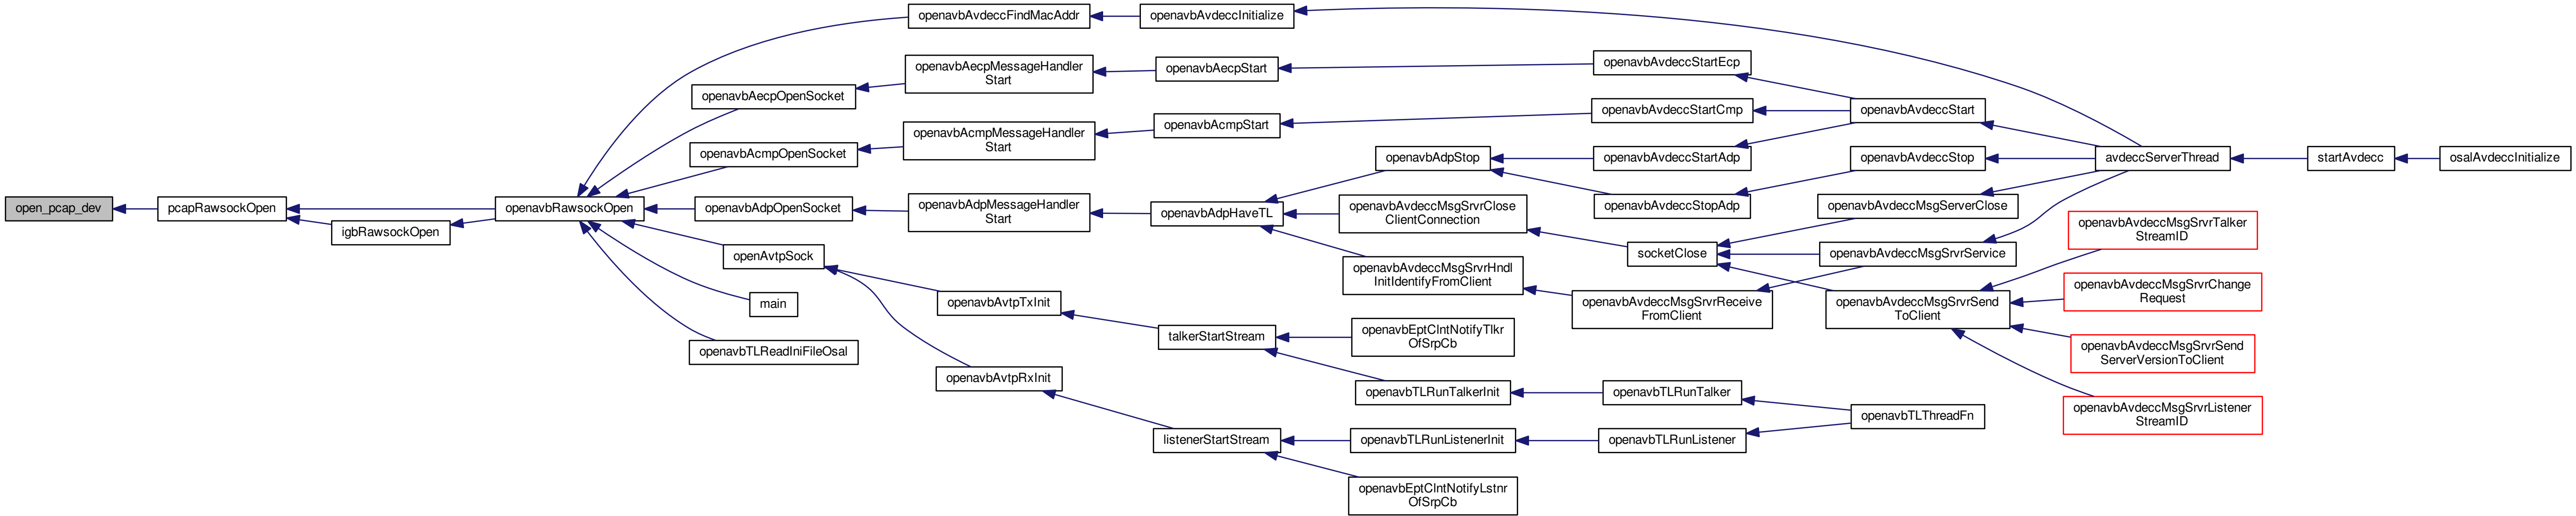 open_pcap_dev
pcapRawsockOpen
igbRawsockOpen
openavbRawsockOpen
openavbAvdeccFindMacAddr
openavbAecpOpenSocket
openavbAcmpOpenSocket
openavbAdpOpenSocket
openAvtpSock
main
openavbTLReadIniFileOsal
openavbAvdeccInitialize
openavbAecpMessageHandler
Start
openavbAcmpMessageHandler
Start
openavbAdpMessageHandler
Start
openavbAvtpTxInit
openavbAvtpRxInit
openavbAecpStart
openavbAcmpStart
openavbAdpHaveTL
talkerStartStream
listenerStartStream
openavbAdpStop
openavbAvdeccMsgSrvrClose
ClientConnection
openavbAvdeccMsgSrvrHndl
InitIdentifyFromClient
openavbEptClntNotifyTlkr
OfSrpCb
openavbTLRunTalkerInit
openavbTLRunListenerInit
openavbEptClntNotifyLstnr
OfSrpCb
openavbAvdeccStartEcp
openavbAvdeccStartCmp
openavbAvdeccStartAdp
openavbAvdeccStopAdp
socketClose
openavbAvdeccMsgSrvrReceive
FromClient
openavbTLRunTalker
openavbTLRunListener
openavbAvdeccStart
openavbAvdeccStop
openavbAvdeccMsgServerClose
openavbAvdeccMsgSrvrService
openavbAvdeccMsgSrvrSend
ToClient
openavbTLThreadFn
avdeccServerThread
openavbAvdeccMsgSrvrTalker
StreamID
openavbAvdeccMsgSrvrChange
Request
openavbAvdeccMsgSrvrSend
ServerVersionToClient
openavbAvdeccMsgSrvrListener
StreamID
startAvdecc
osalAvdeccInitialize